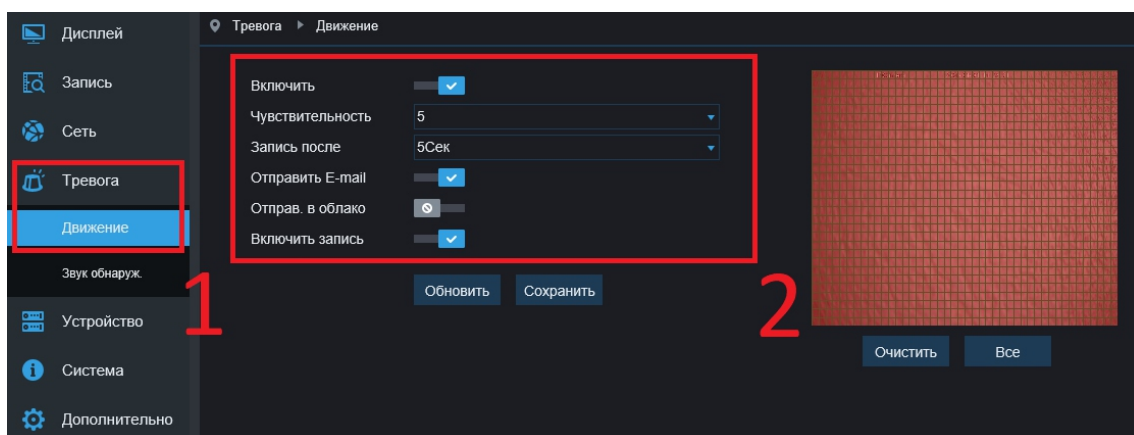 Дисплей
Запись
Сеть
Тревога
Движение
Звук обнаруж.
Устройство
Система
Дополнительно
1
Тревога Движение
Включить
Чувствительность 5
Запись после 5Сек
Отправить E-mail
Отправ. в облако
Включить запись
Обновить Сохранить
2
Очистить Все